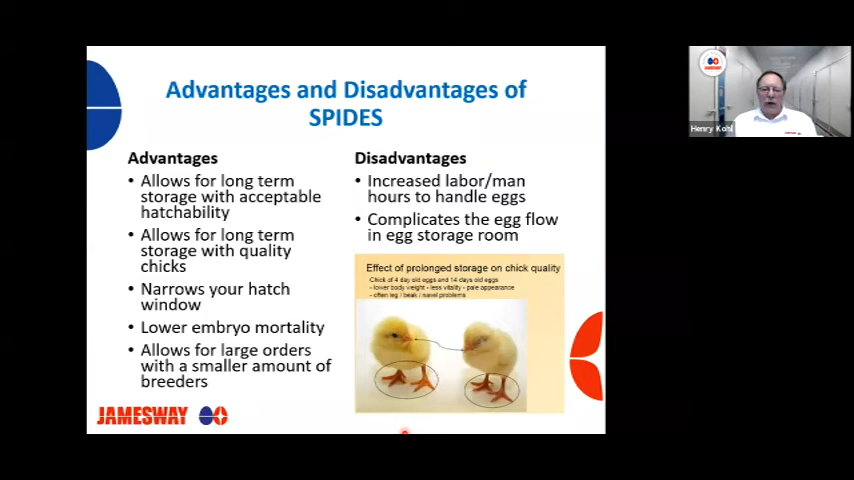 Advantages and Disadvantages of
SPIDES
Advantages
• Allows for long term
storage with acceptable
hatchability
• Allows for long term
storage with quality
chicks
• Narrows your hatch
window
• Lower embryo mortality
• Allows for large orders
with a smaller amount of
breeders
Disadvantages
• Increased labor/man
hours to handle eggs
• Complicates the egg flow
in egg storage room
Effect of prolonged storage on chick quality
Chick of 4 day old eggs and 14 days old eggs
- lower body weight - less vitality - pale appearance
- often leg / beak / navel problems
JAMESWAY
JAMESWAY
Henry Kohl